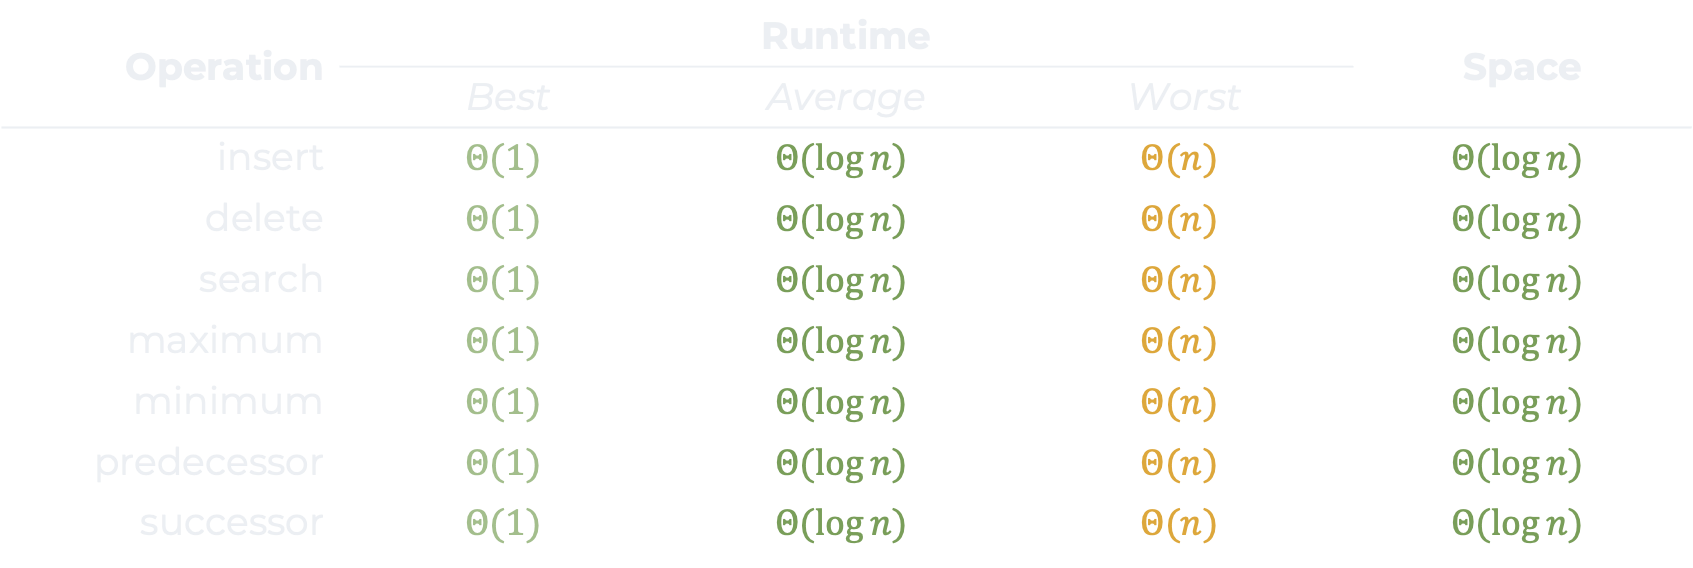 Operation Runtime Space
Best Average Worst
insert Θ(1) Θ(log n) Θ(n) Θ(log n)
delete Θ(1) Θ(log n) Θ(n) Θ(log n)
search Θ(1) Θ(log n) Θ(n) Θ(log n)
maximum Θ(1) Θ(log n) Θ(n) Θ(log n)
minimum Θ(1) Θ(log n) Θ(n) Θ(log n)
predecessor Θ(1) Θ(log n) Θ(n) Θ(log n)
successor Θ(1) Θ(log n) Θ(n) Θ(log n)